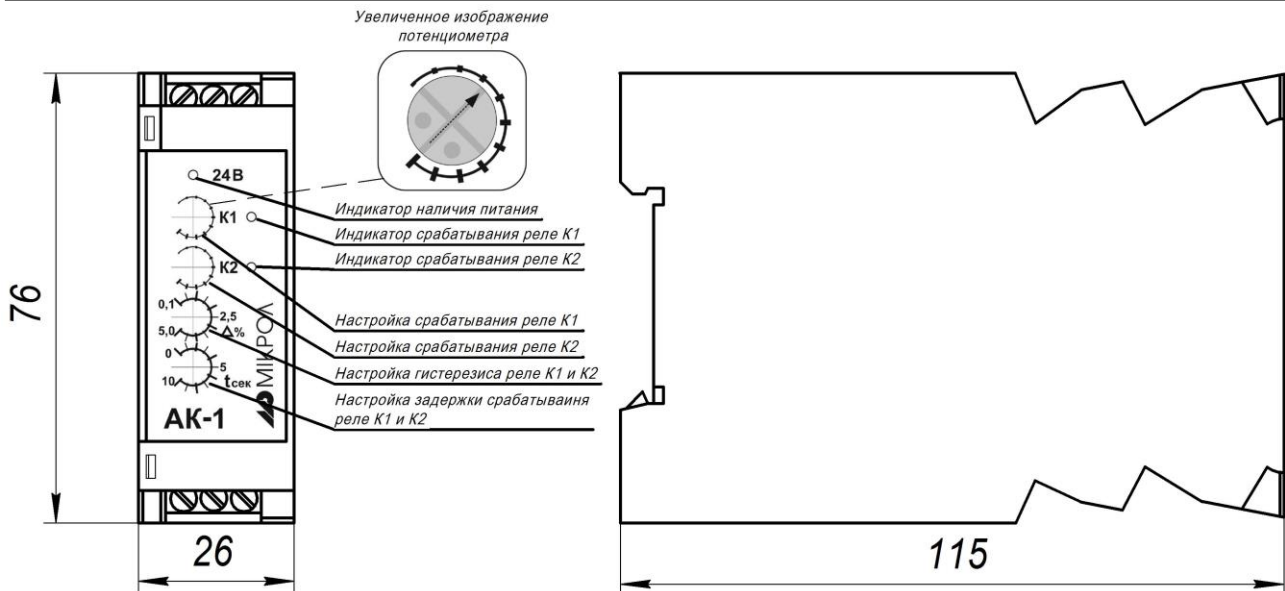 Увеличенное изображение
потенциометра
24В
Индикатор наличия питания
К1
Индикатор срабатывания реле К1
Индикатор срабатывания реле К2
К2
0,1
2,5
Настройка срабатывания реле К1
5,0
Δ%
Настройка срабатывания реле К2
0
5
Настройка гистерезиса реле К1 и К2
10
tсек
Настройка задержки срабатываиня
реле К1 и К2
МІКРОЛ
АК-1
76
26
115